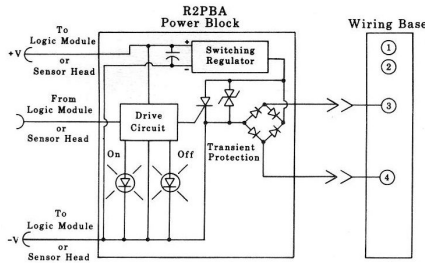 R2PBA
Power Block
Wiring Base
To
Logic Module
+V
or
Sensor Head
+
-
Switching
Regulator
1
2
From
Logic Module
or
Sensor Head
Drive
Circuit
3
On
Off
Transient
Protection
4
To
Logic Module
-V
or
Sensor Head